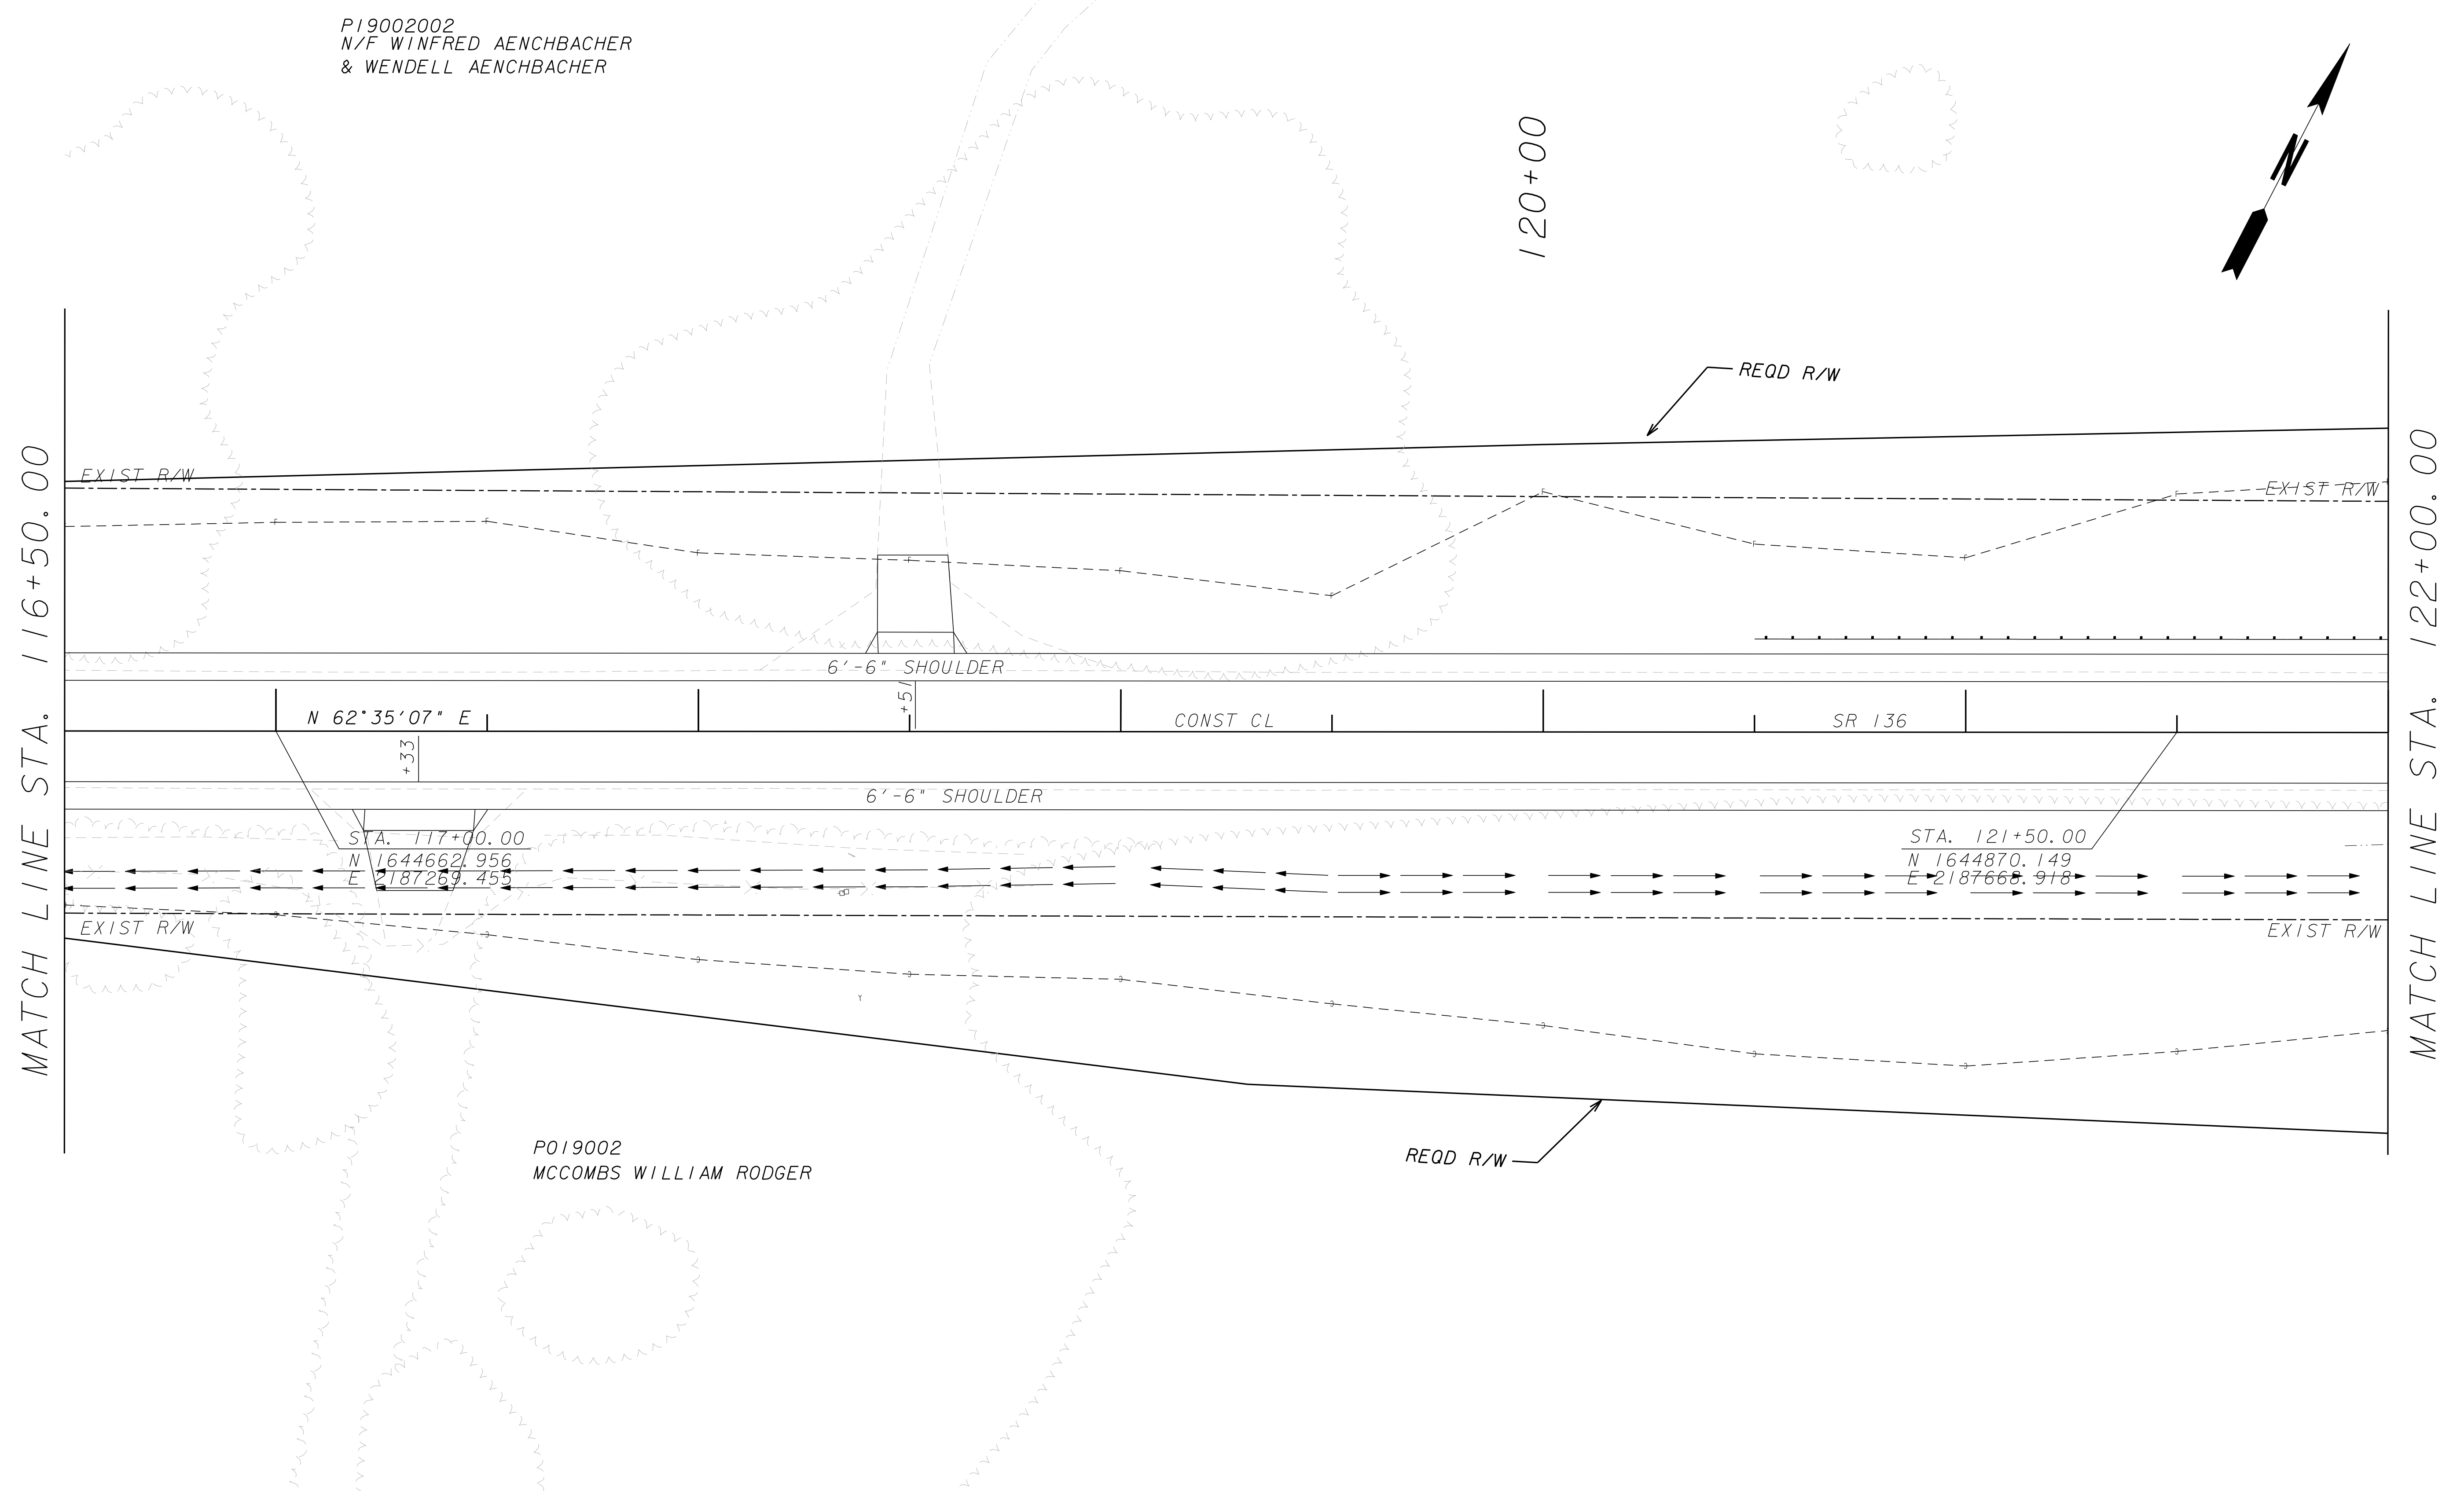 P19002002
N/F WINFRED AENCHBACHER
& WENDELL AENCHBACHER
120+00
N
REQD R/W
EXIST R/W
EXIST R/W
MATCH LINE STA. 116+50.00
MATCH LINE STA. 122+00.00
6'-6" SHOULDER
+51
N 62°35'07" E
CONST CL
SR 136
+33
6'-6" SHOULDER
STA. 117+00.00
N 1644662.956
E 2187269.455
STA. 121+50.00
N 1644870.149
E 2187668.918
EXIST R/W
EXIST R/W
P019002
MCCOMBS WILLIAM RODGER
REQD R/W